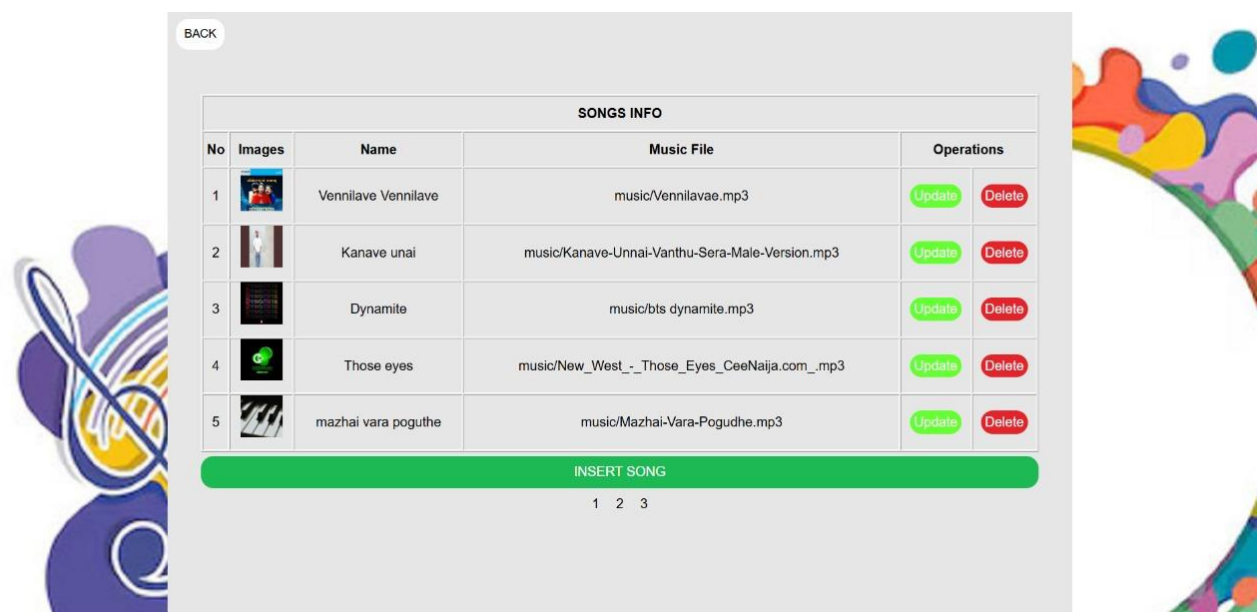 BACK
SONGS INFO
No Images Name Music File Operations
1 Vennilave Vennilave music/Vennilavae.mp3 Update Delete
2 Kanave unai music/Kanave-Unnai-Vanthu-Sera-Male-Version.mp3 Update Delete
3 Dynamite music/bts dynamite.mp3 Update Delete
4 Those eyes music/New_West_-_Those_Eyes_CeeNaija.com_.mp3 Update Delete
5 mazhai vara poguthe music/Mazhai-Vara-Pogudhe.mp3 Update Delete
INSERT SONG
1 2 3